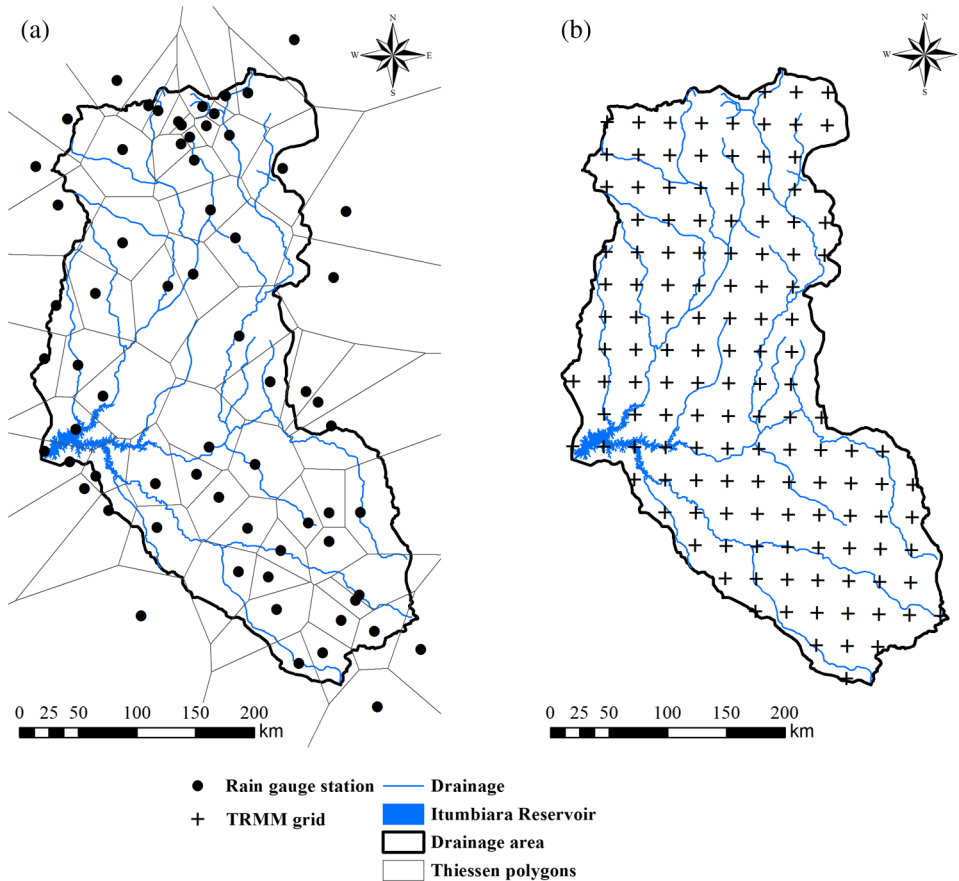 (a)
N
W E
S
(b)
N
W E
S
0 25 50 100 150 200
km
0 25 50 100 150 200
km
Rain gauge station
TRMM grid
Drainage
Itumbiara Reservoir
Drainage area
Thiessen polygons